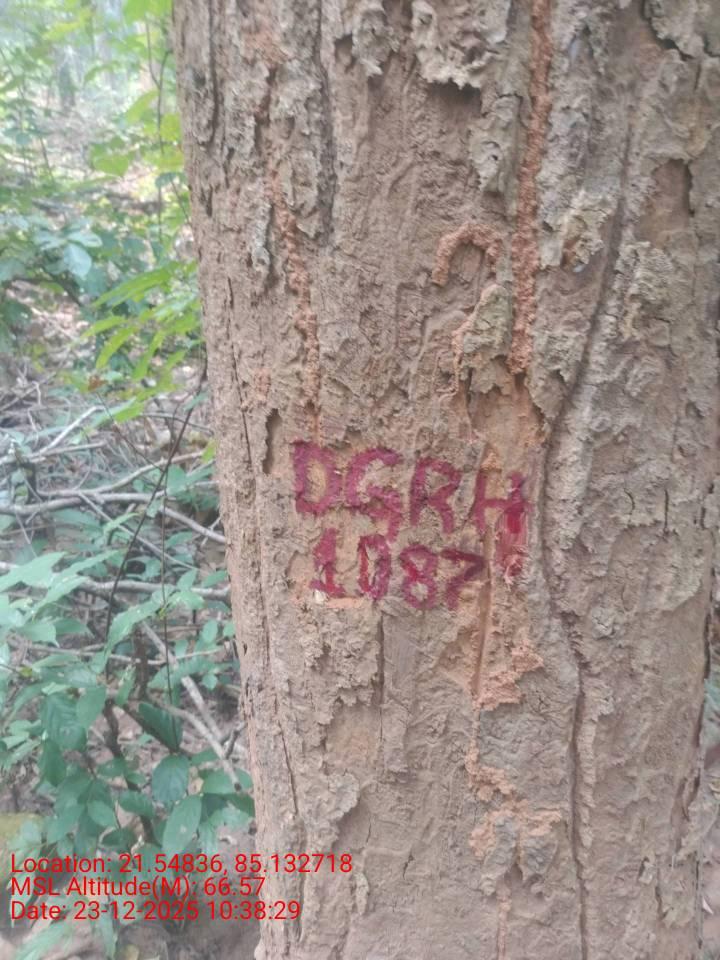 DGRH
1087
Location: 21.54836, 85.132718
MSL Altitude(M): 66.57
Date: 23-12-2025 10:38:29